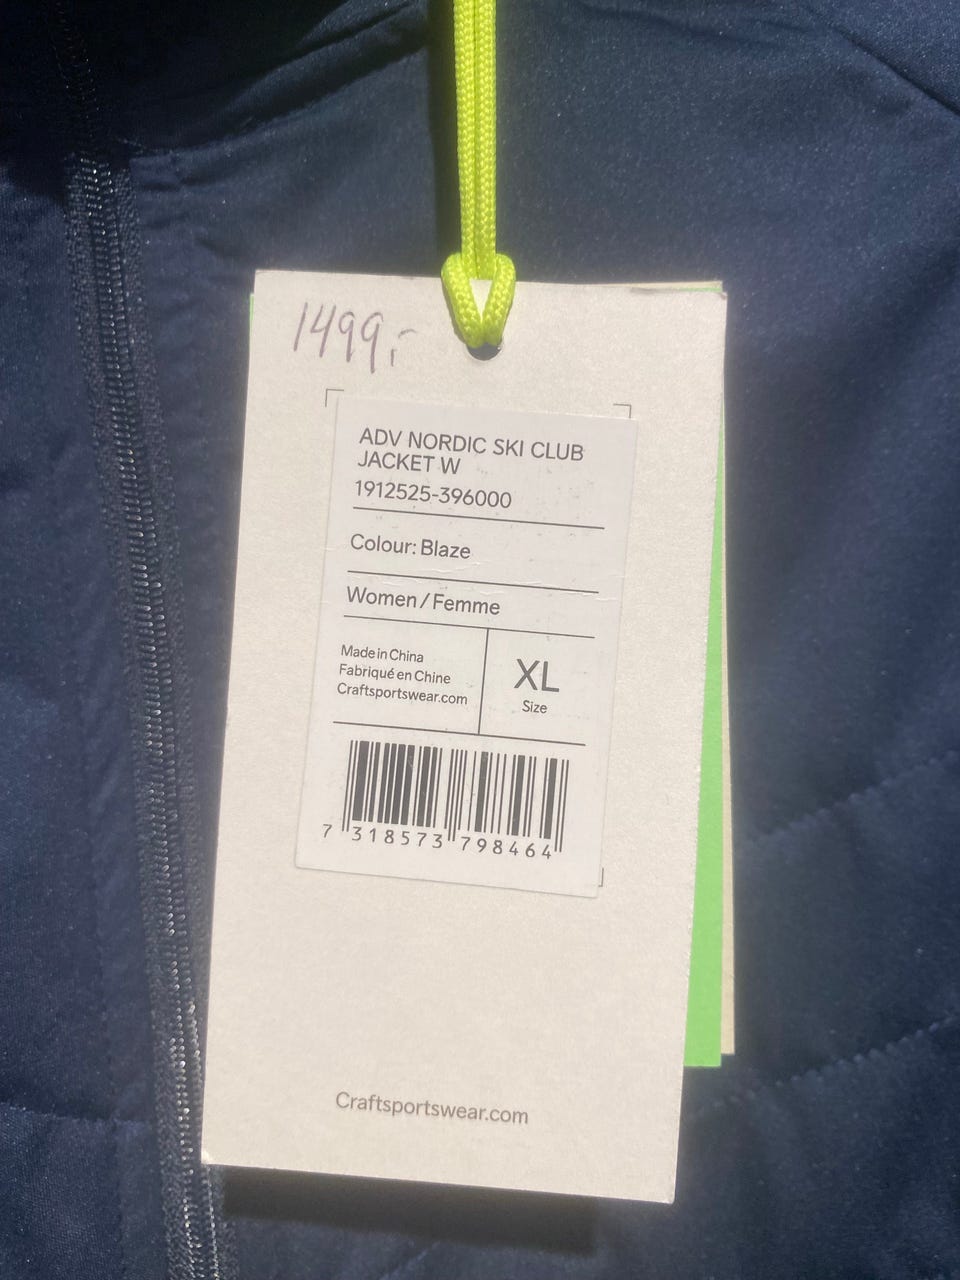 1499,-
ADV NORDIC SKI CLUB
JACKET W
1912525-396000
Colour: Blaze
Women / Femme
Made in China
Fabriqué en Chine
Craftsportswear.com
XL
Size
7 318573 798464
Craftsportswear.com